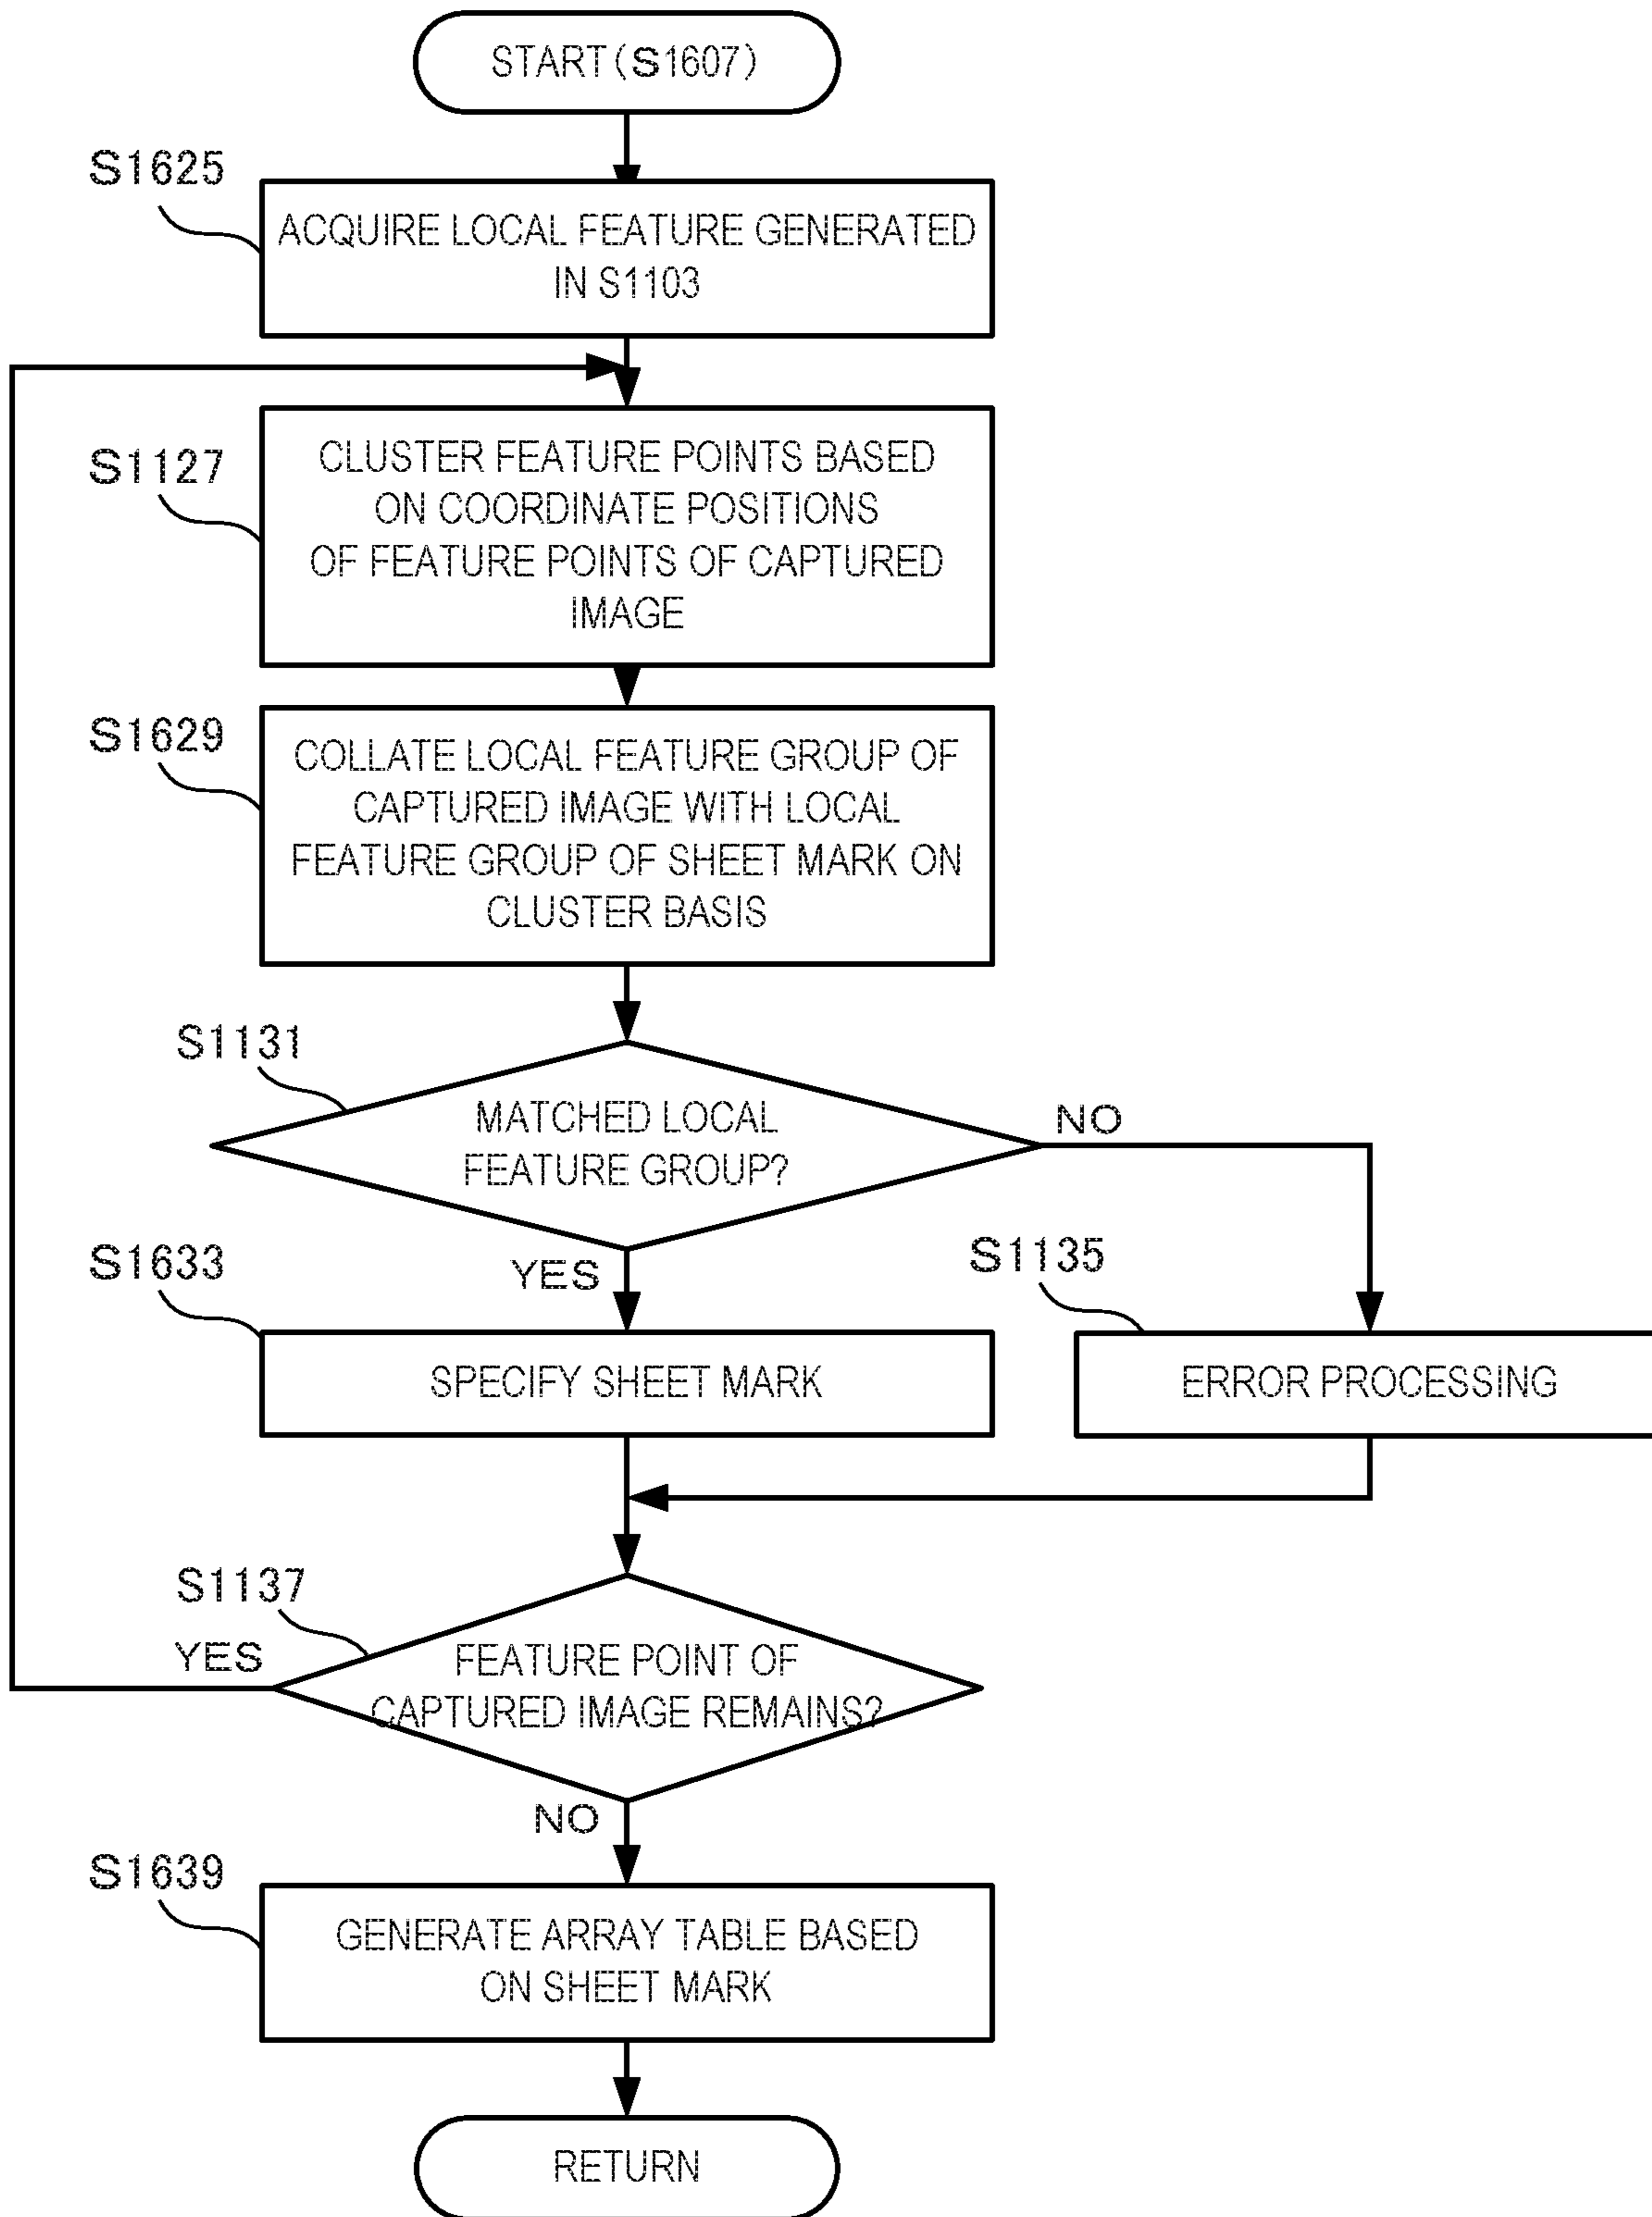 START(S1607)
S1625
ACQUIRE LOCAL FEATURE GENERATED
IN S1103
S1127
CLUSTER FEATURE POINTS BASED
ON COORDINATE POSITIONS
OF FEATURE POINTS OF CAPTURED
IMAGE
S1629
COLLATE LOCAL FEATURE GROUP OF
CAPTURED IMAGE WITH LOCAL
FEATURE GROUP OF SHEET MARK ON
CLUSTER BASIS
S1131
MATCHED LOCAL
FEATURE GROUP?
NO
YES
S1633
SPECIFY SHEET MARK
S1135
ERROR PROCESSING
S1137
FEATURE POINT OF
CAPTURED IMAGE REMAINS?
YES
NO
S1639
GENERATE ARRAY TABLE BASED
ON SHEET MARK
RETURN